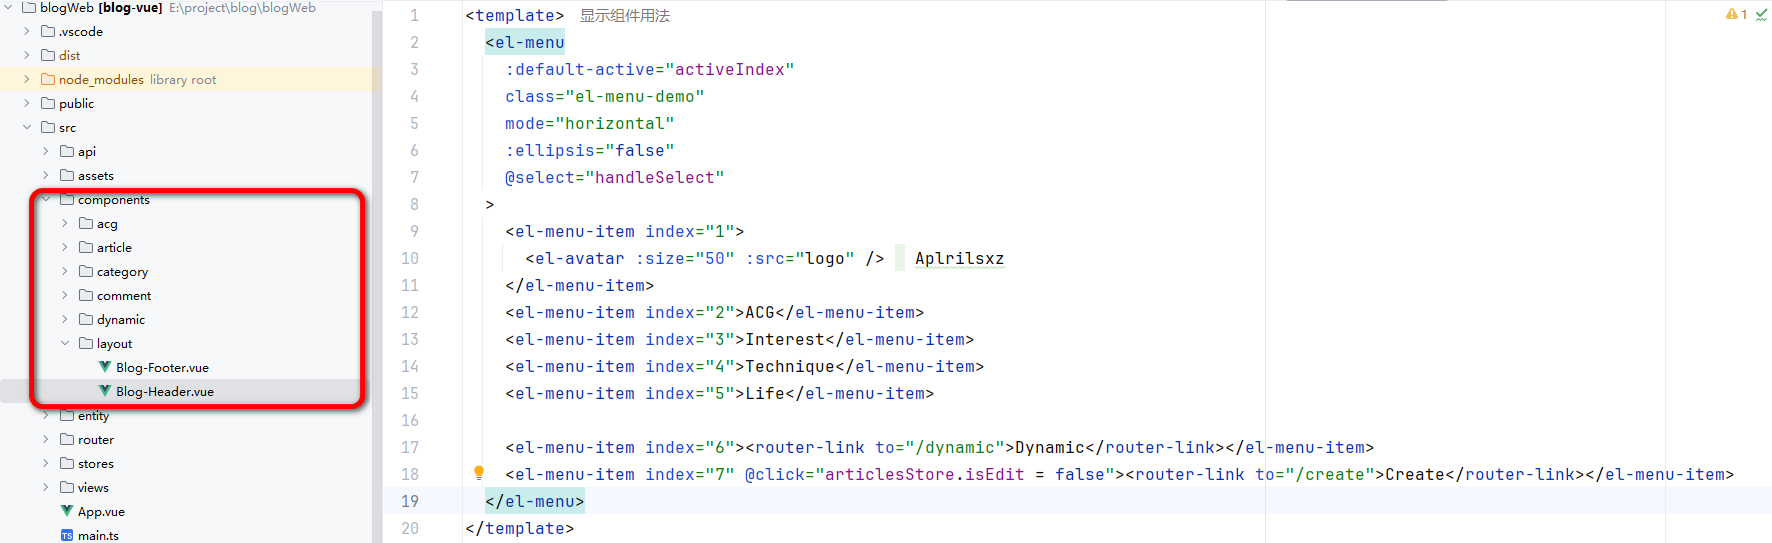 blogWeb [blog-vue] E:\project\blog\blogWeb
.vscode
dist
node_modules library root
public
src
api
assets
components
acg
article
category
comment
dynamic
layout
Blog-Footer.vue
Blog-Header.vue
entity
router
stores
views
App.vue
TS main.ts
1 <template> 显示组件用法
2 <el-menu
3 :default-active="activeIndex"
4 class="el-menu-demo"
5 mode="horizontal"
6 :ellipsis="false"
7 @select="handleSelect"
8 >
9 <el-menu-item index="1">
10 <el-avatar :size="50" :src="logo" /> Aplrilsxz
11 </el-menu-item>
12 <el-menu-item index="2">ACG</el-menu-item>
13 <el-menu-item index="3">Interest</el-menu-item>
14 <el-menu-item index="4">Technique</el-menu-item>
15 <el-menu-item index="5">Life</el-menu-item>
16
17 <el-menu-item index="6"><router-link to="/dynamic">Dynamic</router-link></el-menu-item>
18 <el-menu-item index="7" @click="articlesStore.isEdit = false"><router-link to="/create">Create</router-link></el-menu-item>
19 </el-menu>
20 </template>
1